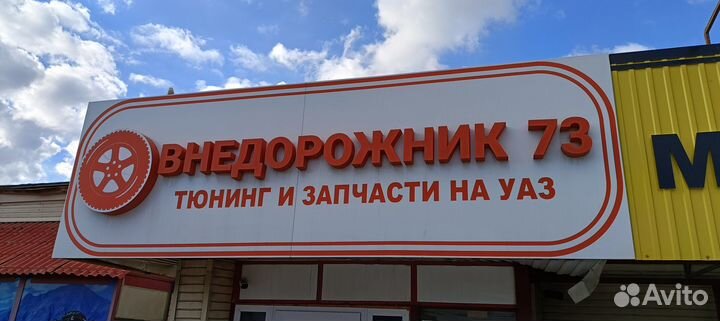 ВНЕДОРОЖНИК 73
ТЮНИНГ И ЗАПЧАСТИ НА УАЗ
М
Avito